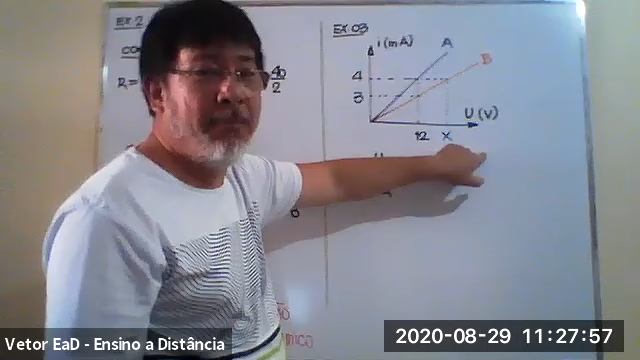 EX 2
CO
R =
40
2
EX 03
i (mA)
A
B
4
3
U (V)
12
X
Vetor EaD - Ensino a Distância
2020-08-29 11:27:57